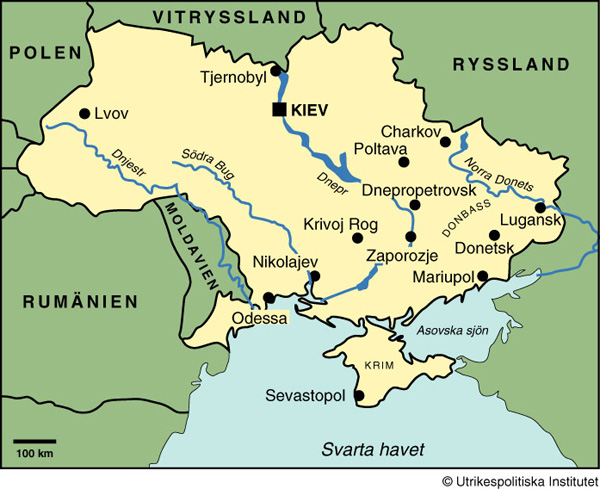 VITRYSSLAND
POLEN
RYSSLAND
Tjernobyl
KIEV
Lvov
Charkov
Poltava
Dnjestr
Södra Bug
Dnepr
Norra Donets
Dnepropetrovsk
DONBASS
Lugansk
MOLDAVIEN
Krivoj Rog
Donetsk
Zaporozje
Nikolajev
Mariupol
RUMÄNIEN
Odessa
Asovska sjön
KRIM
Sevastopol
Svarta havet
100 km
© Utrikespolitiska Institutet